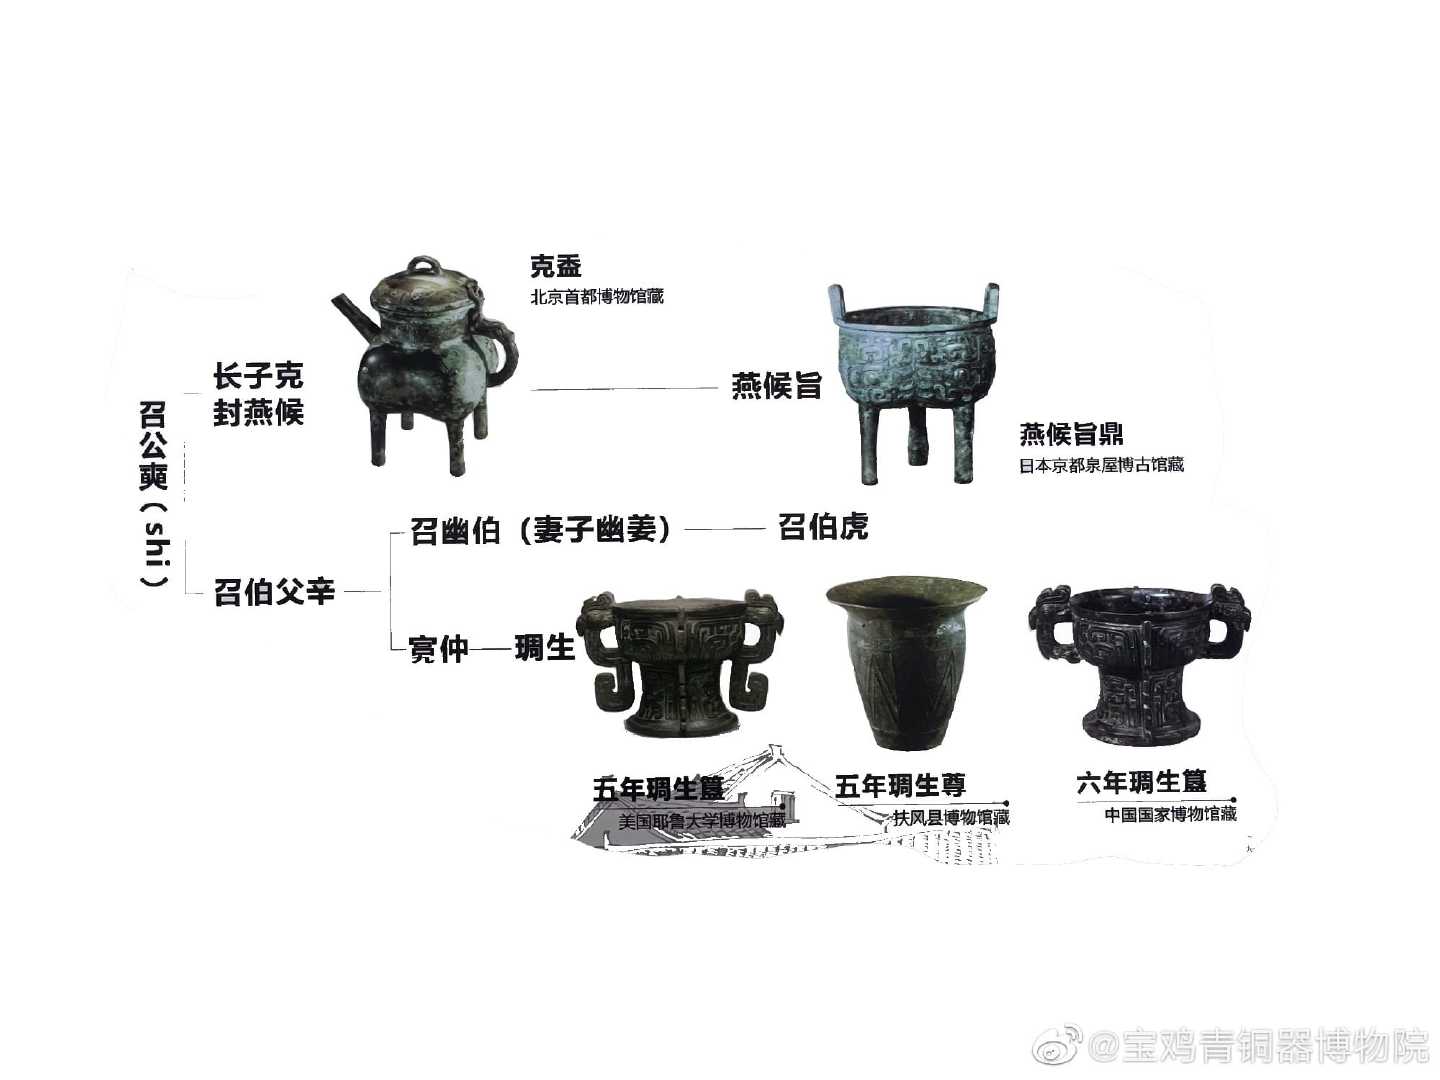 克盉
北京首都博物馆藏
长子克
封燕候
燕候旨
燕候旨鼎
日本京都泉屋博古馆藏
召公奭（shi）
召幽伯（妻子幽姜）
召伯虎
召伯父辛
宽仲
琱生
五年琱生簋
美国耶鲁大学博物馆藏
五年琱生尊
扶风县博物馆藏
六年琱生簋
中国国家博物馆藏
@宝鸡青铜器博物院